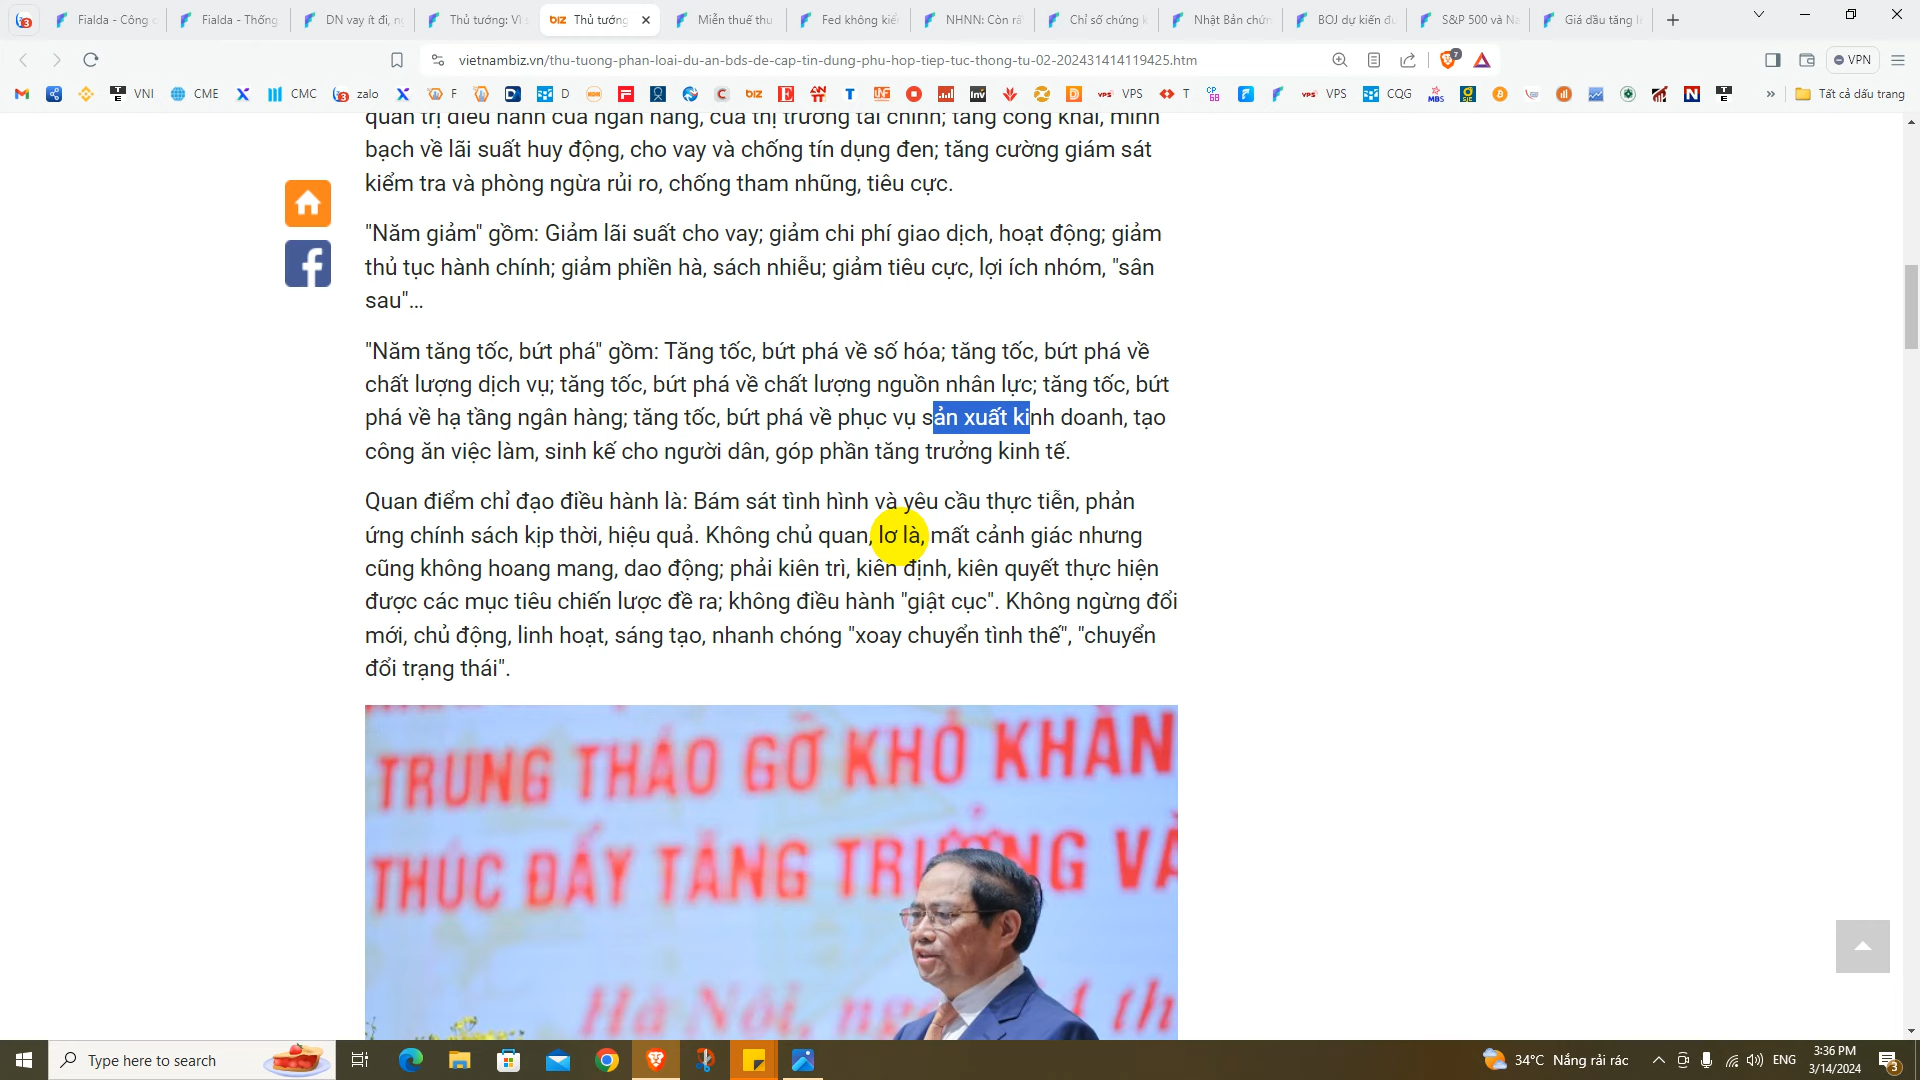 Fialda - Công
Fialda - Thống
DN vay ít đi, n
Thủ tướng: Vì s
Thủ tướng
Miễn thuế thu
Fed không kiể
NHNN: Còn rấ
Chỉ số chứng k
Nhật Bản chứn
BOJ dự kiến đu
S&P 500 và Na
Giá dầu tăng l
vietnambiz.vn/thu-tuong-phan-loai-du-an-bds-de-cap-tin-dung-phu-hop-tiep-tuc-thong-tu-02-202431414119425.htm
VPN
VNI
CME
CMC
zalo
F
D
VPS
T
VPS
CQG
Tất cả dấu trang
quản trị điều hành của ngân hàng, của thị trường tài chính; tăng công khai, minh
bạch về lãi suất huy động, cho vay và chống tín dụng đen; tăng cường giám sát
kiểm tra và phòng ngừa rủi ro, chống tham nhũng, tiêu cực.
"Năm giảm" gồm: Giảm lãi suất cho vay; giảm chi phí giao dịch, hoạt động; giảm
thủ tục hành chính; giảm phiền hà, sách nhiễu; giảm tiêu cực, lợi ích nhóm, "sân
sau"...
"Năm tăng tốc, bứt phá" gồm: Tăng tốc, bứt phá về số hóa; tăng tốc, bứt phá về
chất lượng dịch vụ; tăng tốc, bứt phá về chất lượng nguồn nhân lực; tăng tốc, bứt
phá về hạ tầng ngân hàng; tăng tốc, bứt phá về phục vụ sản xuất kinh doanh, tạo
công ăn việc làm, sinh kế cho người dân, góp phần tăng trưởng kinh tế.
Quan điểm chỉ đạo điều hành là: Bám sát tình hình và yêu cầu thực tiễn, phản
ứng chính sách kịp thời, hiệu quả. Không chủ quan, lơ là, mất cảnh giác nhưng
cũng không hoang mang, dao động; phải kiên trì, kiên định, kiên quyết thực hiện
được các mục tiêu chiến lược đề ra; không điều hành "giật cục". Không ngừng đổi
mới, chủ động, linh hoạt, sáng tạo, nhanh chóng "xoay chuyển tình thế", "chuyển
đổi trạng thái".
TRUNG THÁO GỠ KHÓ KHĂN
THÚC ĐẨY TĂNG TRƯỞNG VÀ
Hà Nội, ngày
Type here to search
34°C Nắng rải rác
ENG
3:36 PM
3/14/2024